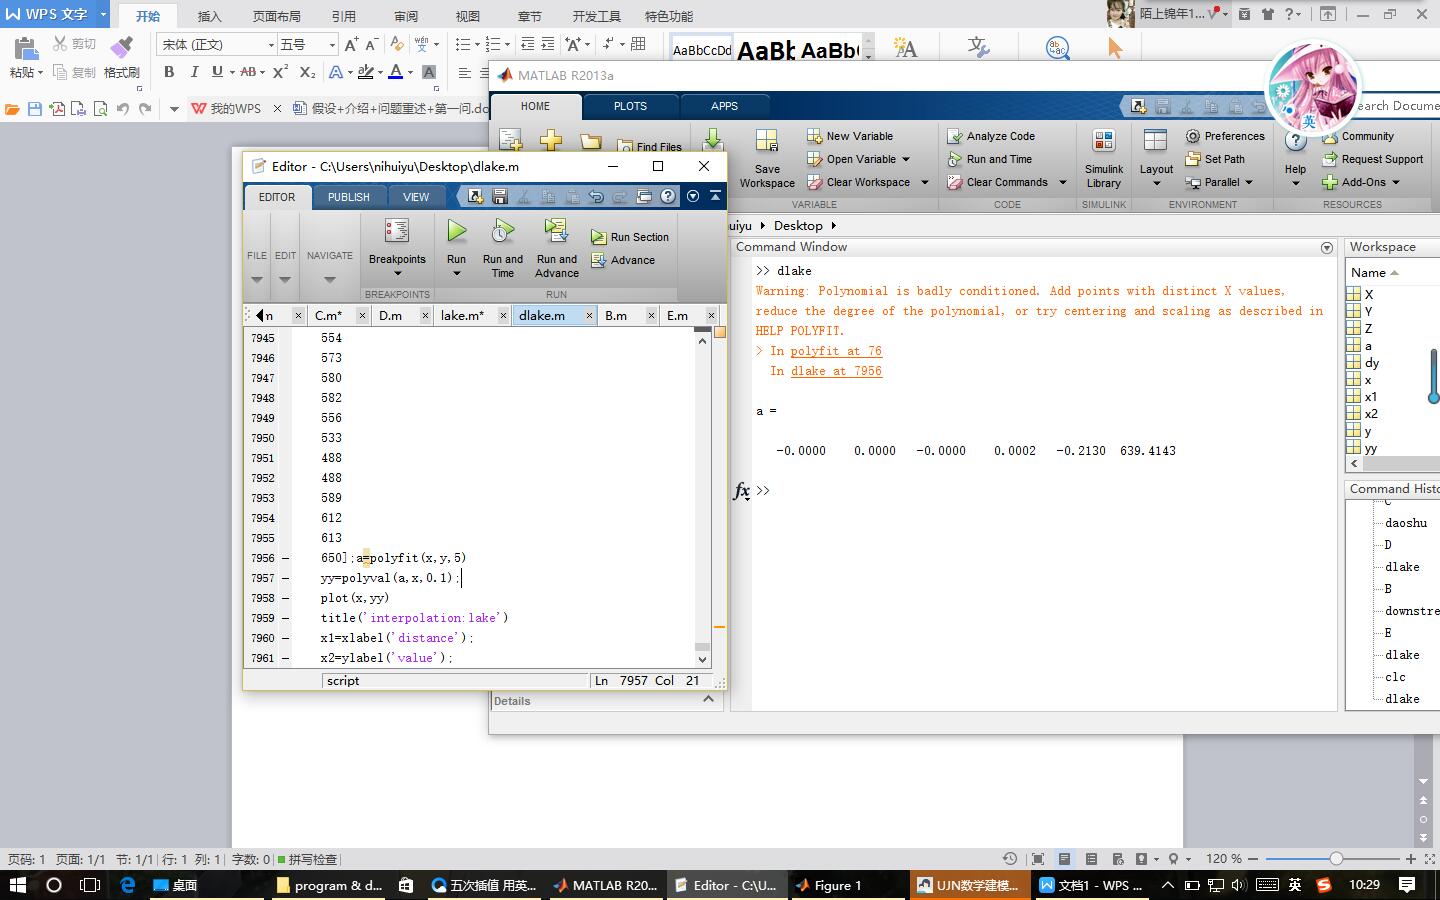 WPS 文字
开始 插入 页面布局 引用 审阅 视图 章节 开发工具 特色功能
陌上锦年1...
粘贴 剪切 复制 格式刷
宋体 (正文) 五号
AaBbCcDd AaBb AaBb
我的WPS 假设+介绍+问题重述+第一问.do
MATLAB R2013a
HOME PLOTS APPS
Search Docume
英
Find Files
Save Workspace
New Variable
Open Variable
Clear Workspace
VARIABLE
Analyze Code
Run and Time
Clear Commands
CODE
Simulink Library
SIMULINK
Layout
Preferences
Set Path
Parallel
ENVIRONMENT
Help
Community
Request Support
Add-Ons
RESOURCES
Editor - C:\Users\nihuiyu\Desktop\dlake.m
EDITOR PUBLISH VIEW
FILE EDIT NAVIGATE
Breakpoints
BREAKPOINTS
Run
Run and Time
Run and Advance
Run Section
Advance
RUN
n C.m* D.m lake.m* dlake.m B.m E.m
7945 554
7946 573
7947 580
7948 582
7949 556
7950 533
7951 488
7952 488
7953 589
7954 612
7955 613
7956 – 650];a=polyfit(x,y,5)
7957 – yy=polyval(a,x,0.1);
7958 – plot(x,yy)
7959 – title('interpolation:lake')
7960 – x1=xlabel('distance');
7961 – x2=ylabel('value');
script Ln 7957 Col 21
Details
uiyu Desktop
Command Window
>> dlake
Warning: Polynomial is badly conditioned. Add points with distinct X values,
reduce the degree of the polynomial, or try centering and scaling as described in
HELP POLYFIT.
> In polyfit at 76
In dlake at 7956
a =
-0.0000 0.0000 -0.0000 0.0002 -0.2130 639.4143
fx >>
Workspace
Name
X
Y
Z
a
dy
x
x1
x2
y
yy
Command Histo
C
daoshu
D
dlake
B
downstre
E
dlake
clc
dlake
页码: 1 页面: 1/1 节: 1/1 行: 1 列: 1 字数: 0 拼写检查
120 %
桌面
program & d...
五次插值 用英...
MATLAB R20...
Editor - C:\U...
Figure 1
UJN数学建模...
文档1 - WPS ...
英
10:29